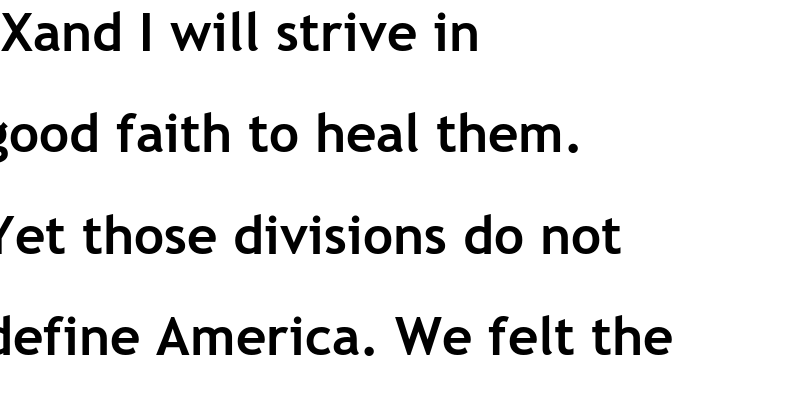 Xand I will strive in
good faith to heal them.
Yet those divisions do not
define America. We felt the